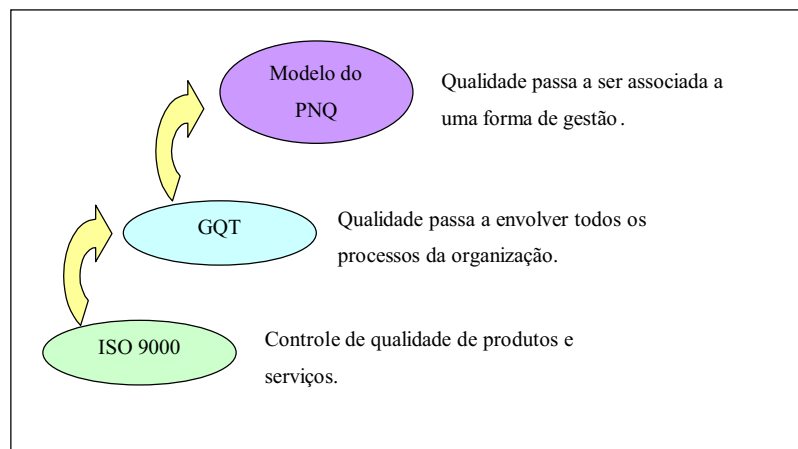 Modelo do
PNQ
Qualidade passa a ser associada a
uma forma de gestão.
GQT
Qualidade passa a envolver todos os
processos da organização.
ISO 9000
Controle de qualidade de produtos e
serviços.